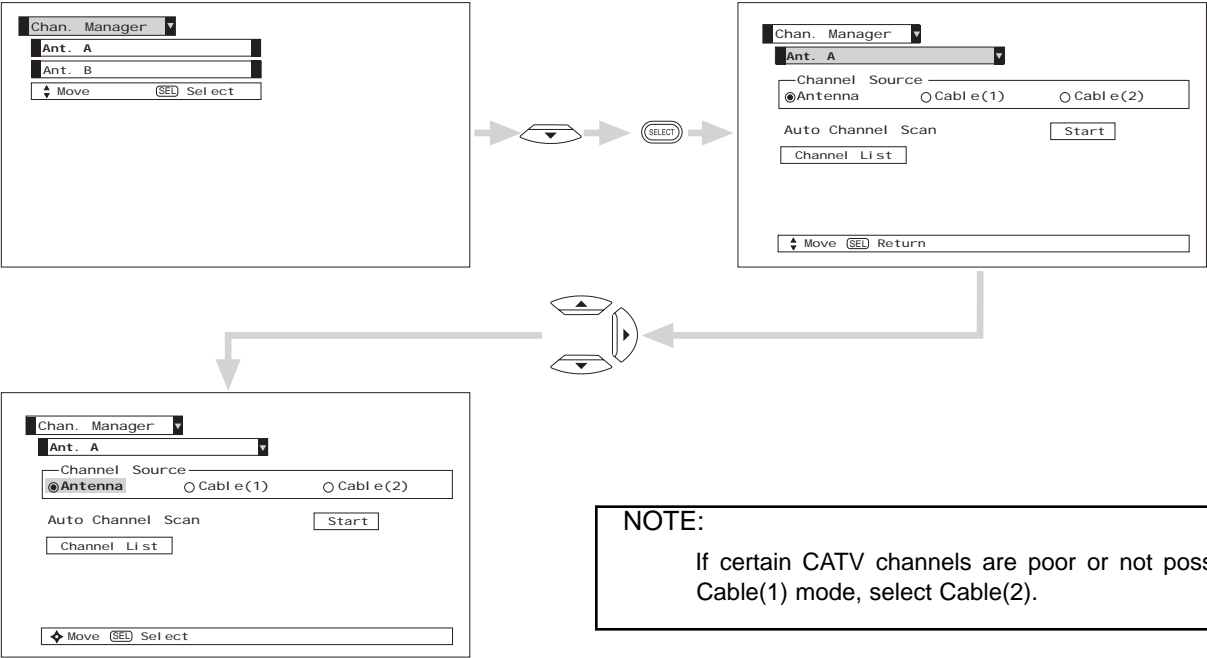 Chan. Manager
Ant. A
Ant. B
Move SEL Select
SELECT
Chan. Manager
Ant. A
Channel Source
Antenna Cable(1) Cable(2)
Auto Channel Scan Start
Channel List
Move SEL Return
Chan. Manager
Ant. A
Channel Source
Antenna Cable(1) Cable(2)
Auto Channel Scan Start
Channel List
Move SEL Select
NOTE:
If certain CATV channels are poor or not poss
Cable(1) mode, select Cable(2).